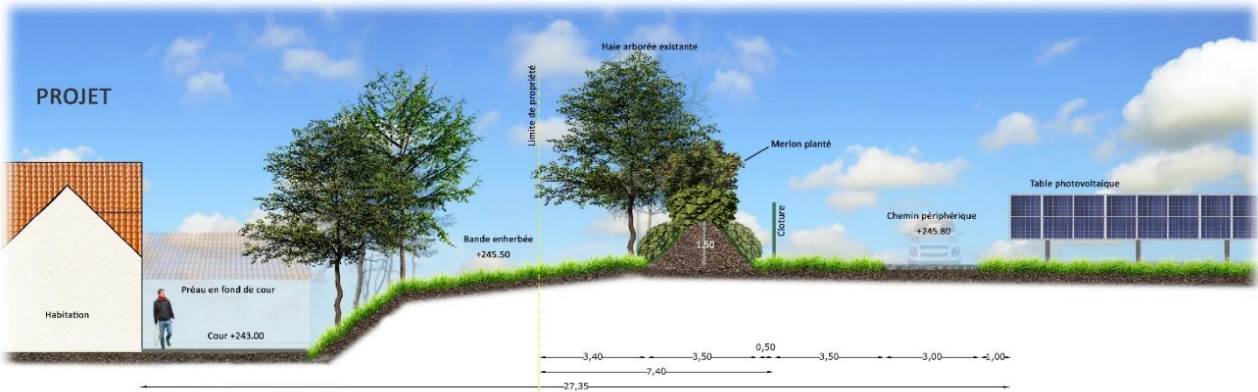 PROJET
Haie arborée existante
Limite de propriété
Merlon planté
Table photovoltaique
Cloture
Chemin périphérique
+245.80
Bande enherbée
+245.50
1.50
Préau en fond de cour
Habitation
Cour +243.00
0,50
3,40
3,50
3,50
3,00
1,00
7,40
27,35